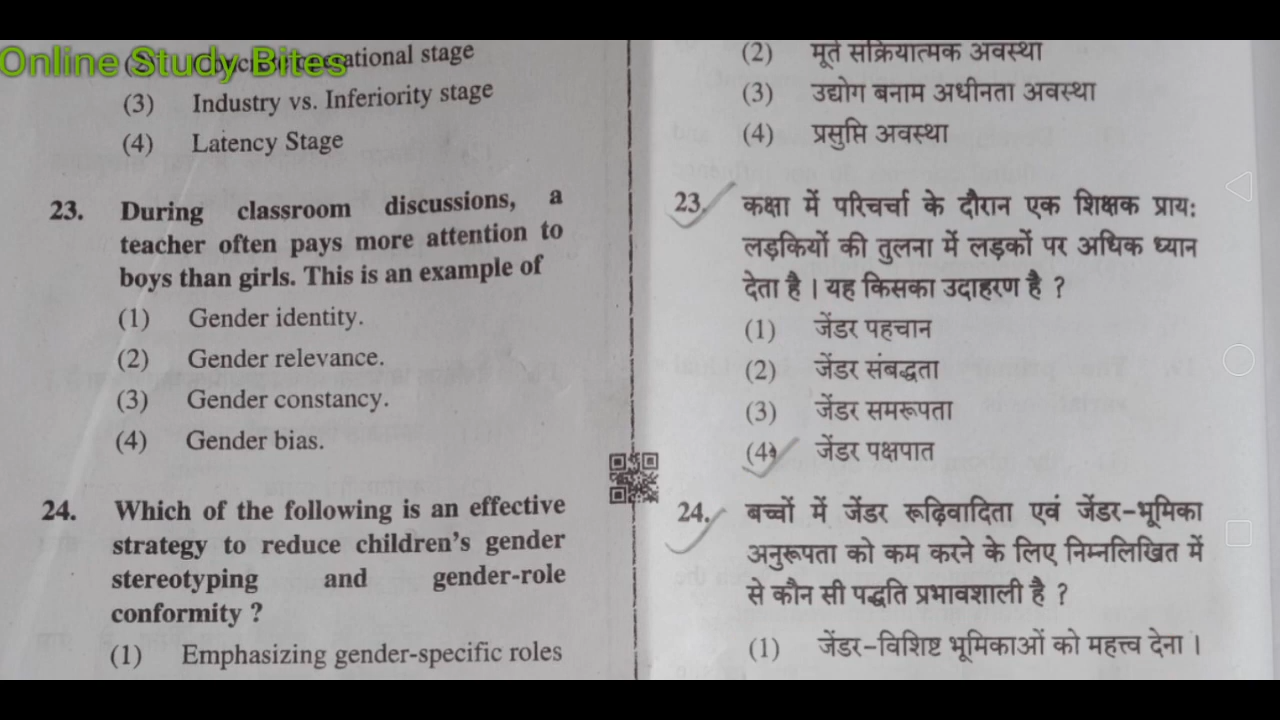 Online Study Bites
(2) Concrete operational stage
(3) Industry vs. Inferiority stage
(4) Latency Stage
23. During classroom discussions, a
teacher often pays more attention to
boys than girls. This is an example of
(1) Gender identity.
(2) Gender relevance.
(3) Gender constancy.
(4) Gender bias.
24. Which of the following is an effective
strategy to reduce children's gender
stereotyping and gender-role
conformity ?
(1) Emphasizing gender-specific roles
(2) मूर्त सक्रियात्मक अवस्था
(3) उद्योग बनाम अधीनता अवस्था
(4) प्रसुप्ति अवस्था
23. कक्षा में परिचर्चा के दौरान एक शिक्षक प्राय:
लड़कियों की तुलना में लड़कों पर अधिक ध्यान
देता है । यह किसका उदाहरण है ?
(1) जेंडर पहचान
(2) जेंडर संबद्धता
(3) जेंडर समरूपता
(4) जेंडर पक्षपात
24. बच्चों में जेंडर रूढ़िवादिता एवं जेंडर-भूमिका
अनुरूपता को कम करने के लिए निम्नलिखित में
से कौन सी पद्धति प्रभावशाली है ?
(1) जेंडर-विशिष्ट भूमिकाओं को महत्त्व देना ।